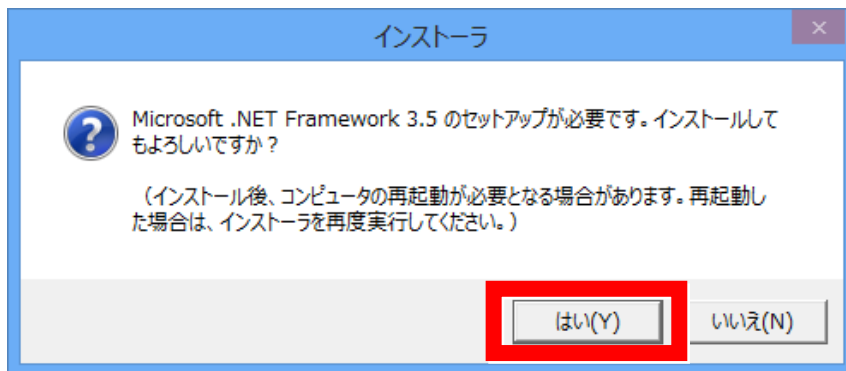 インストーラ
Microsoft .NET Framework 3.5 のセットアップが必要です。インストールして
もよろしいですか？
（インストール後、コンピュータの再起動が必要となる場合があります。再起動し
た場合は、インストーラを再度実行してください。）
はい(Y) いいえ(N)